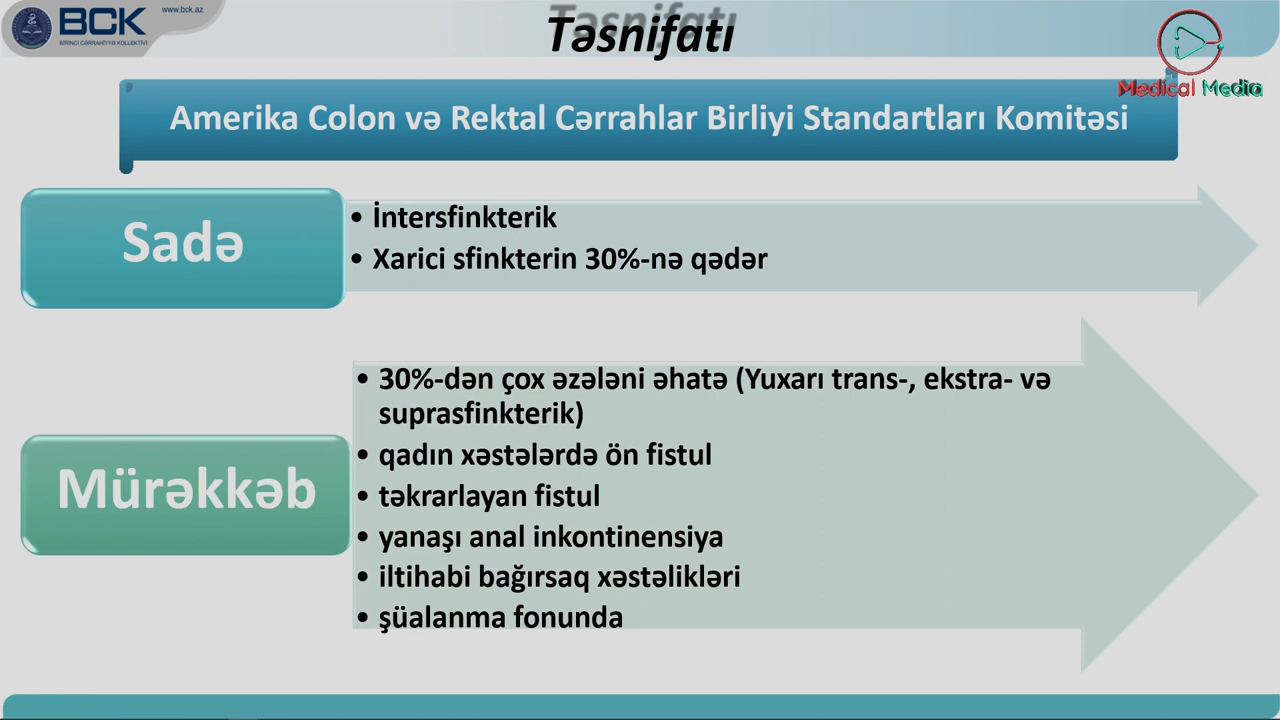 BCK
BİRİNCİ CƏRRAHİYYƏ KOLLEKTİVİ
www.bck.az
Təsnifatı
Medical Media
Amerika Colon və Rektal Cərrahlar Birliyi Standartları Komitəsi
Sadə
• İntersfinkterik
• Xarici sfinkterin 30%-nə qədər
Mürəkkəb
• 30%-dən çox əzələni əhatə (Yuxarı trans-, ekstra- və
suprasfinkterik)
• qadın xəstələrdə ön fistul
• təkrarlayan fistul
• yanaşı anal inkontinensiya
• iltihabi bağırsaq xəstəlikləri
• şüalanma fonunda